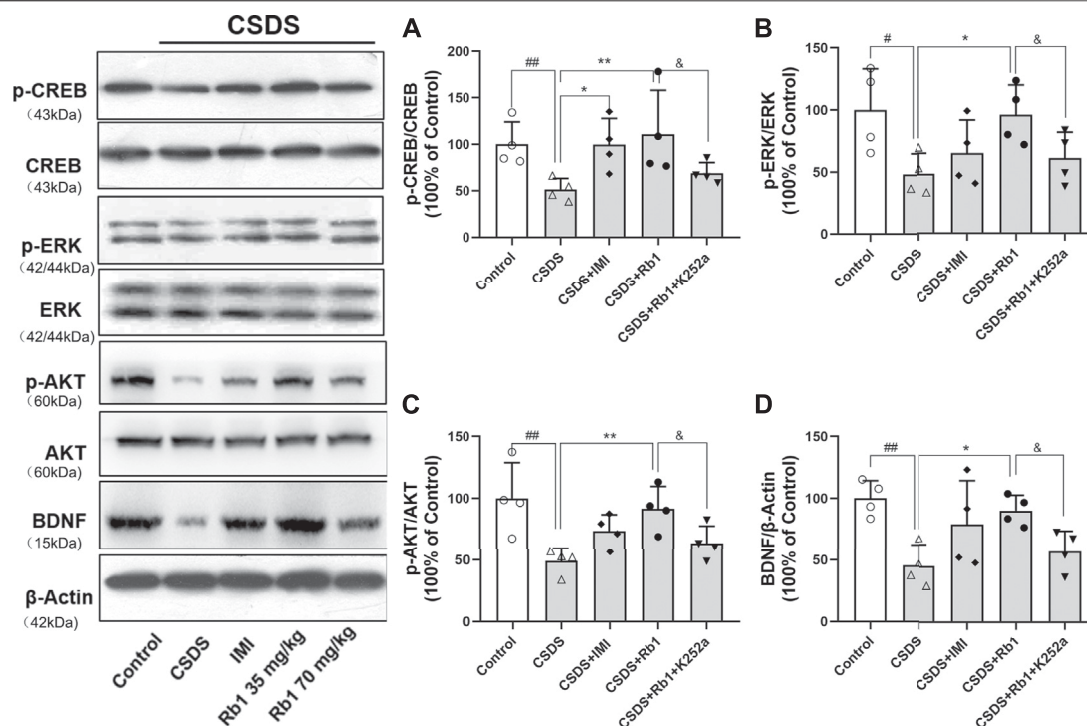 CSDS
p-CREB
(43kDa)
CREB
(43kDa)
p-ERK
(42/44kDa)
ERK
(42/44kDa)
p-AKT
(60kDa)
AKT
(60kDa)
BDNF
(15kDa)
β-Actin
(42kDa)
Control
CSDS
IMI
Rb1 35 mg/kg
Rb1 70 mg/kg
A
p-CREB/CREB
(100% of Control)
200
150
100
50
0
##
**
*
&
Control
CSDS
CSDS+IMI
CSDS+Rb1
CSDS+Rb1+K252a
B
p-ERK/ERK
(100% of Control)
150
100
50
0
#
*
&
Control
CSDS
CSDS+IMI
CSDS+Rb1
CSDS+Rb1+K252a
C
p-AKT/AKT
(100% of Control)
150
100
50
0
##
**
&
Control
CSDS
CSDS+IMI
CSDS+Rb1
CSDS+Rb1+K252a
D
BDNF/β-Actin
(100% of Control)
150
100
50
0
##
*
&
Control
CSDS
CSDS+IMI
CSDS+Rb1
CSDS+Rb1+K252a